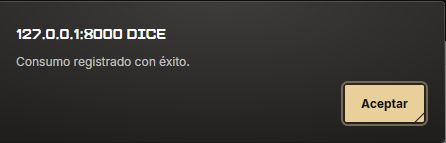 127.0.0.1:8000 DICE
Consumo registrado con éxito.
Aceptar